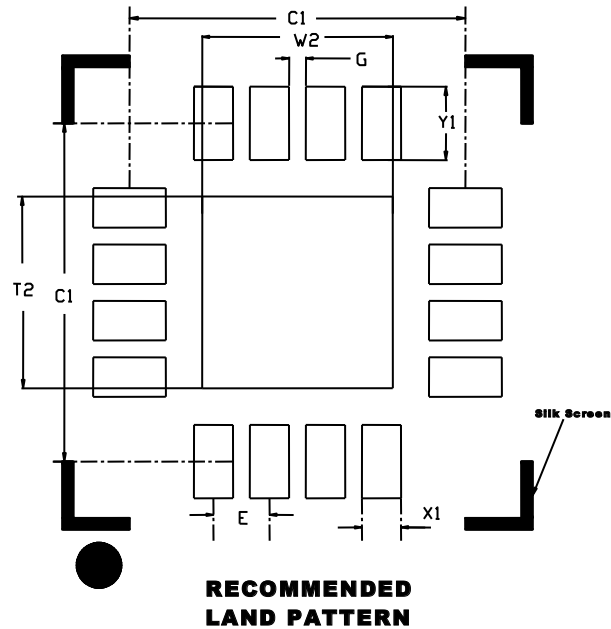 C1
W2
G
Y1
T2
C1
Silk Screen
E
X1
RECOMMENDED
LAND PATTERN